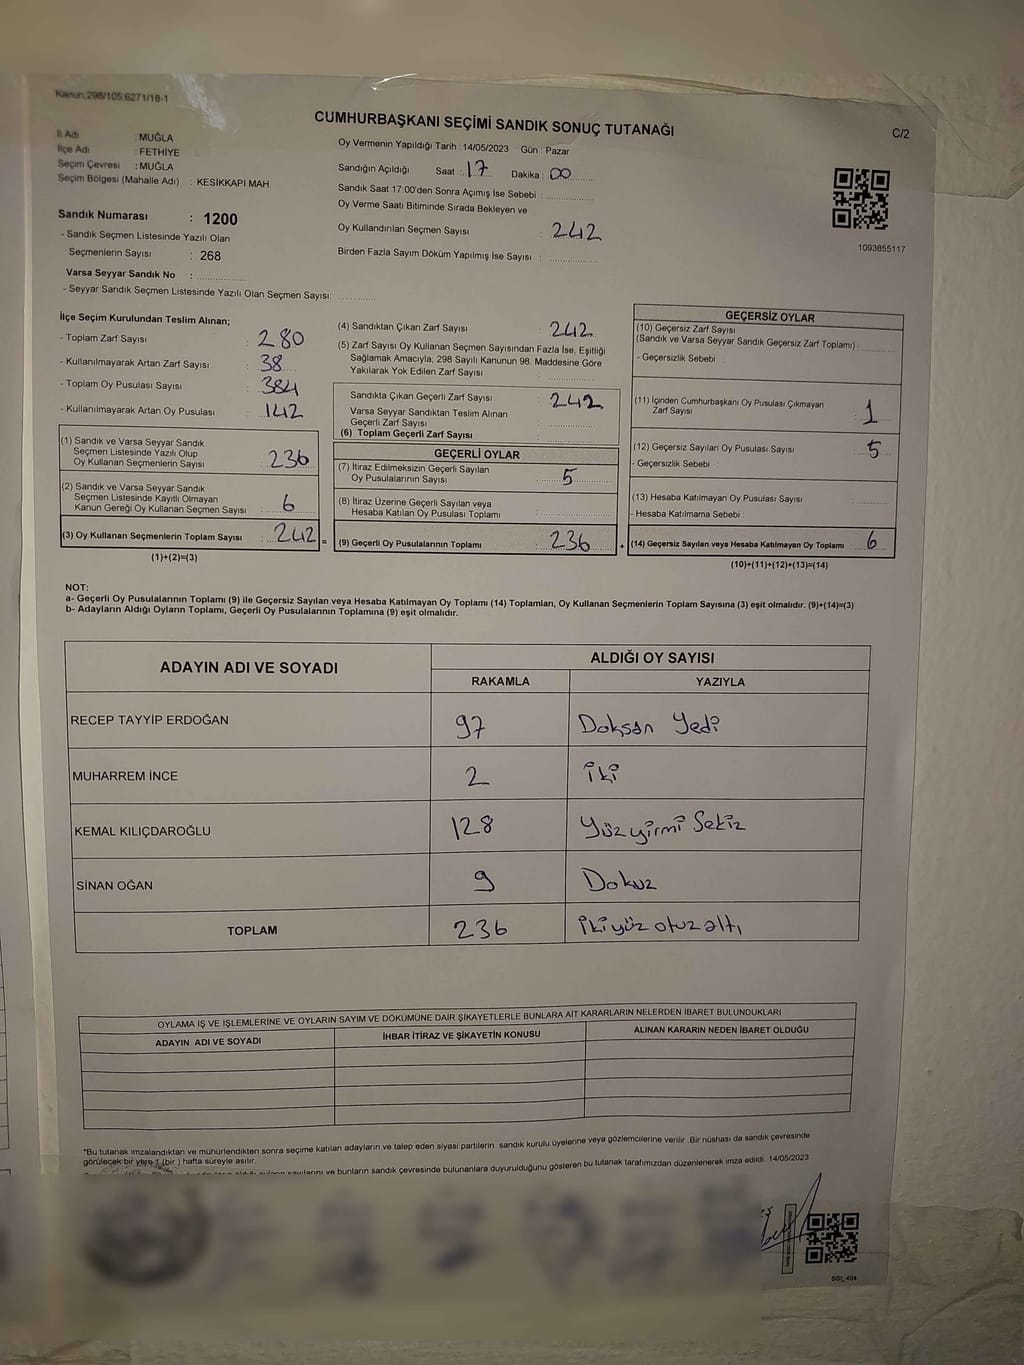 Kanun:298/105;6271/18-1
CUMHURBAŞKANI SEÇİMİ SANDIK SONUÇ TUTANAĞI
C/2
İl Adı : MUĞLA
İlçe Adı : FETHİYE
Seçim Çevresi : MUĞLA
Seçim Bölgesi (Mahalle Adı) : KESİKKAPI MAH.
Oy Vermenin Yapıldığı Tarih : 14/05/2023 Gün : Pazar
Sandığın Açıldığı Saat : 17 Dakika : 00
Sandık Saat 17:00'den Sonra Açımış İse Sebebi :
Oy Verme Saati Bitiminde Sırada Bekleyen ve
Oy Kullandırılan Seçmen Sayısı : 242
Birden Fazla Sayım Döküm Yapılmış İse Sayısı :
1093855117
Sandık Numarası : 1200
- Sandık Seçmen Listesinde Yazılı Olan
Seçmenlerin Sayısı : 268
Varsa Seyyar Sandık No :
- Seyyar Sandık Seçmen Listesinde Yazılı Olan Seçmen Sayısı:
İlçe Seçim Kurulundan Teslim Alınan;
- Toplam Zarf Sayısı : 280
- Kullanılmayarak Artan Zarf Sayısı : 38
- Toplam Oy Pusulası Sayısı : 384
- Kullanılmayarak Artan Oy Pusulası : 142
(1) Sandık ve Varsa Seyyar Sandık
Seçmen Listesinde Yazılı Olup
Oy Kullanan Seçmenlerin Sayısı : 236
(2) Sandık ve Varsa Seyyar Sandık
Seçmen Listesinde Kayıtlı Olmayan
Kanun Gereği Oy Kullanan Seçmen Sayısı : 6
(3) Oy Kullanan Seçmenlerin Toplam Sayısı : 242 =
(1)+(2)=(3)
(4) Sandıktan Çıkan Zarf Sayısı : 242
(5) Zarf Sayısı Oy Kullanan Seçmen Sayısından Fazla İse, Eşitliği
Sağlamak Amacıyla; 298 Sayılı Kanunun 98. Maddesine Göre
Yakılarak Yok Edilen Zarf Sayısı :
Sandıkta Çıkan Geçerli Zarf Sayısı : 242
Varsa Seyyar Sandıktan Teslim Alınan
Geçerli Zarf Sayısı :
(6) Toplam Geçerli Zarf Sayısı :
GEÇERLİ OYLAR
(7) İtiraz Edilmeksizin Geçerli Sayılan
Oy Pusulalarının Sayısı : 5
(8) İtiraz Üzerine Geçerli Sayılan veya
Hesaba Katılan Oy Pusulası Toplamı :
(9) Geçerli Oy Pusulalarının Toplamı : 236 +
GEÇERSİZ OYLAR
(10) Geçersiz Zarf Sayısı
(Sandık ve Varsa Seyyar Sandık Geçersiz Zarf Toplamı) :
- Geçersizlik Sebebi :
(11) İçinden Cumhurbaşkanı Oy Pusulası Çıkmayan
Zarf Sayısı : 1
(12) Geçersiz Sayılan Oy Pusulası Sayısı : 5
- Geçersizlik Sebebi :
(13) Hesaba Katılmayan Oy Pusulası Sayısı :
- Hesaba Katılmama Sebebi :
(14) Geçersiz Sayılan veya Hesaba Katılmayan Oy Toplamı : 6
(10)+(11)+(12)+(13)=(14)
NOT:
a- Geçerli Oy Pusulalarının Toplamı (9) ile Geçersiz Sayılan veya Hesaba Katılmayan Oy Toplamı (14) Toplamları, Oy Kullanan Seçmenlerin Toplam Sayısına (3) eşit olmalıdır. (9)+(14)=(3)
b- Adayların Aldığı Oyların Toplamı, Geçerli Oy Pusulalarının Toplamına (9) eşit olmalıdır.
ADAYIN ADI VE SOYADI ALDIĞI OY SAYISI
RAKAMLA YAZIYLA
RECEP TAYYİP ERDOĞAN 97 Doksan Yedi
MUHARREM İNCE 2 İki
KEMAL KILIÇDAROĞLU 128 Yüz yirmi Sekiz
SİNAN OĞAN 9 Dokuz
TOPLAM 236 İki yüz otuz altı
OYLAMA İŞ VE İŞLEMLERİNE VE OYLARIN SAYIM VE DÖKÜMÜNE DAİR ŞİKAYETLERLE BUNLARA AİT KARARLARIN NELERDEN İBARET BULUNDUKLARI
ADAYIN ADI VE SOYADI İHBAR İTİRAZ VE ŞİKAYETİN KONUSU ALINAN KARARIN NEDEN İBARET OLDUĞU
*Bu tutanak imzalandıktan ve mühürlendikten sonra seçime katılan adayların ve talep eden siyasi partilerin sandık kurulu üyelerine veya gözlemcilerine verilir. Bir nüshası da sandık çevresinde
görülecek bir yere 1 (bir ) hafta süreyle asılır.
sayılarını ve bunların sandık çevresinde bulunanlara duyurulduğunu gösteren bu tutanak tarafımızdan düzenlenerek imza edildi. 14/05/2023
SSI_404